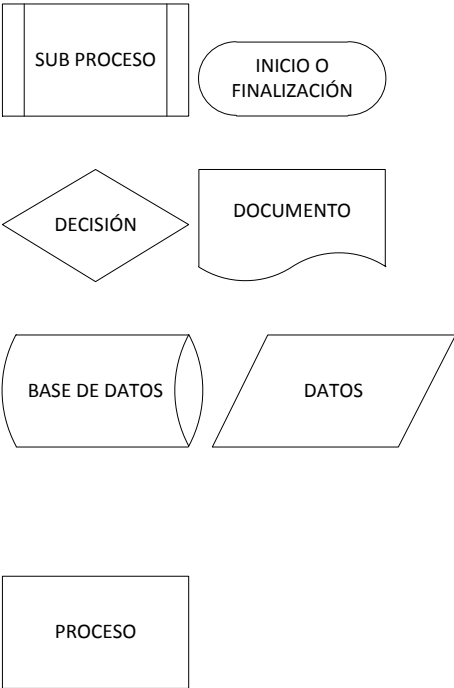 SUB PROCESO
INICIO O
FINALIZACIÓN
DECISIÓN
DOCUMENTO
BASE DE DATOS
DATOS
PROCESO